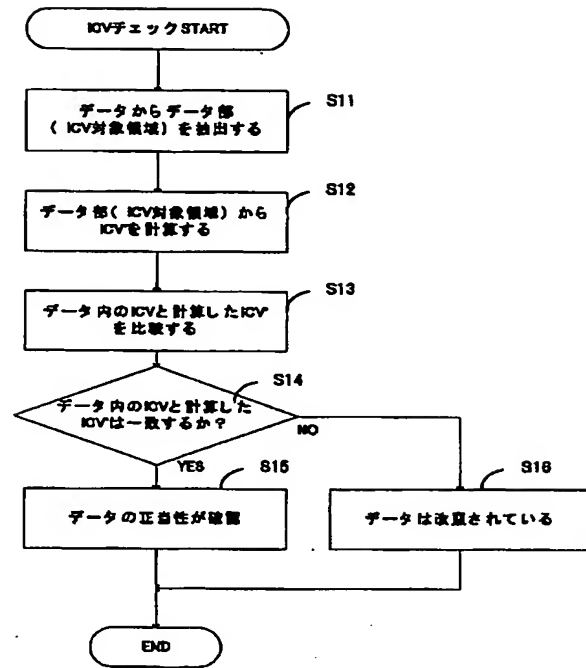 ICVチェックSTART
データからデータ部
（ICV対象領域）を抽出する
S11
データ部（ICV対象領域）から
ICV'を計算する
S12
データ内のICVと計算したICV'
を比較する
S13
データ内のICVと計算した
ICV'は一致するか？
S14
NO
YES
S15
データの正当性が確認
S16
データは改竄されている
END